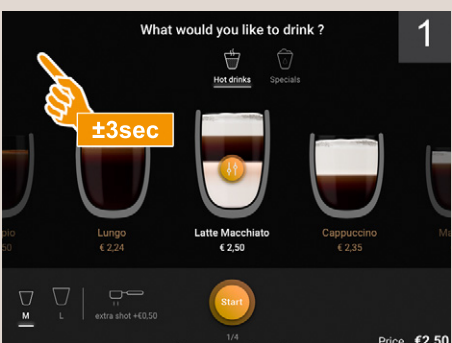 What would you like to drink ?
1
Hot drinks Specials
±3sec
Lungo
€ 2,24
Latte Macchiato
€ 2,50
Cappuccino
€ 2,35
50
M L extra shot +€0,50
Start
1/4
Price €2,50